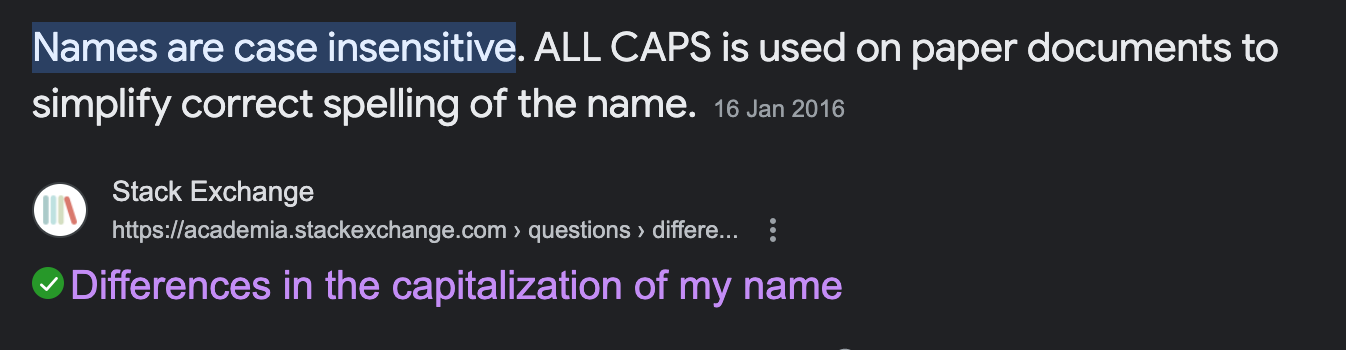 Names are case insensitive. ALL CAPS is used on paper documents to
simplify correct spelling of the name. 16 Jan 2016
Stack Exchange
https://academia.stackexchange.com › questions › differe...
Differences in the capitalization of my name